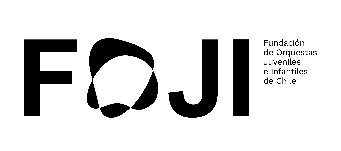 FOJI
Fundación
de Orquestas
Juveniles
e Infantiles
de Chile